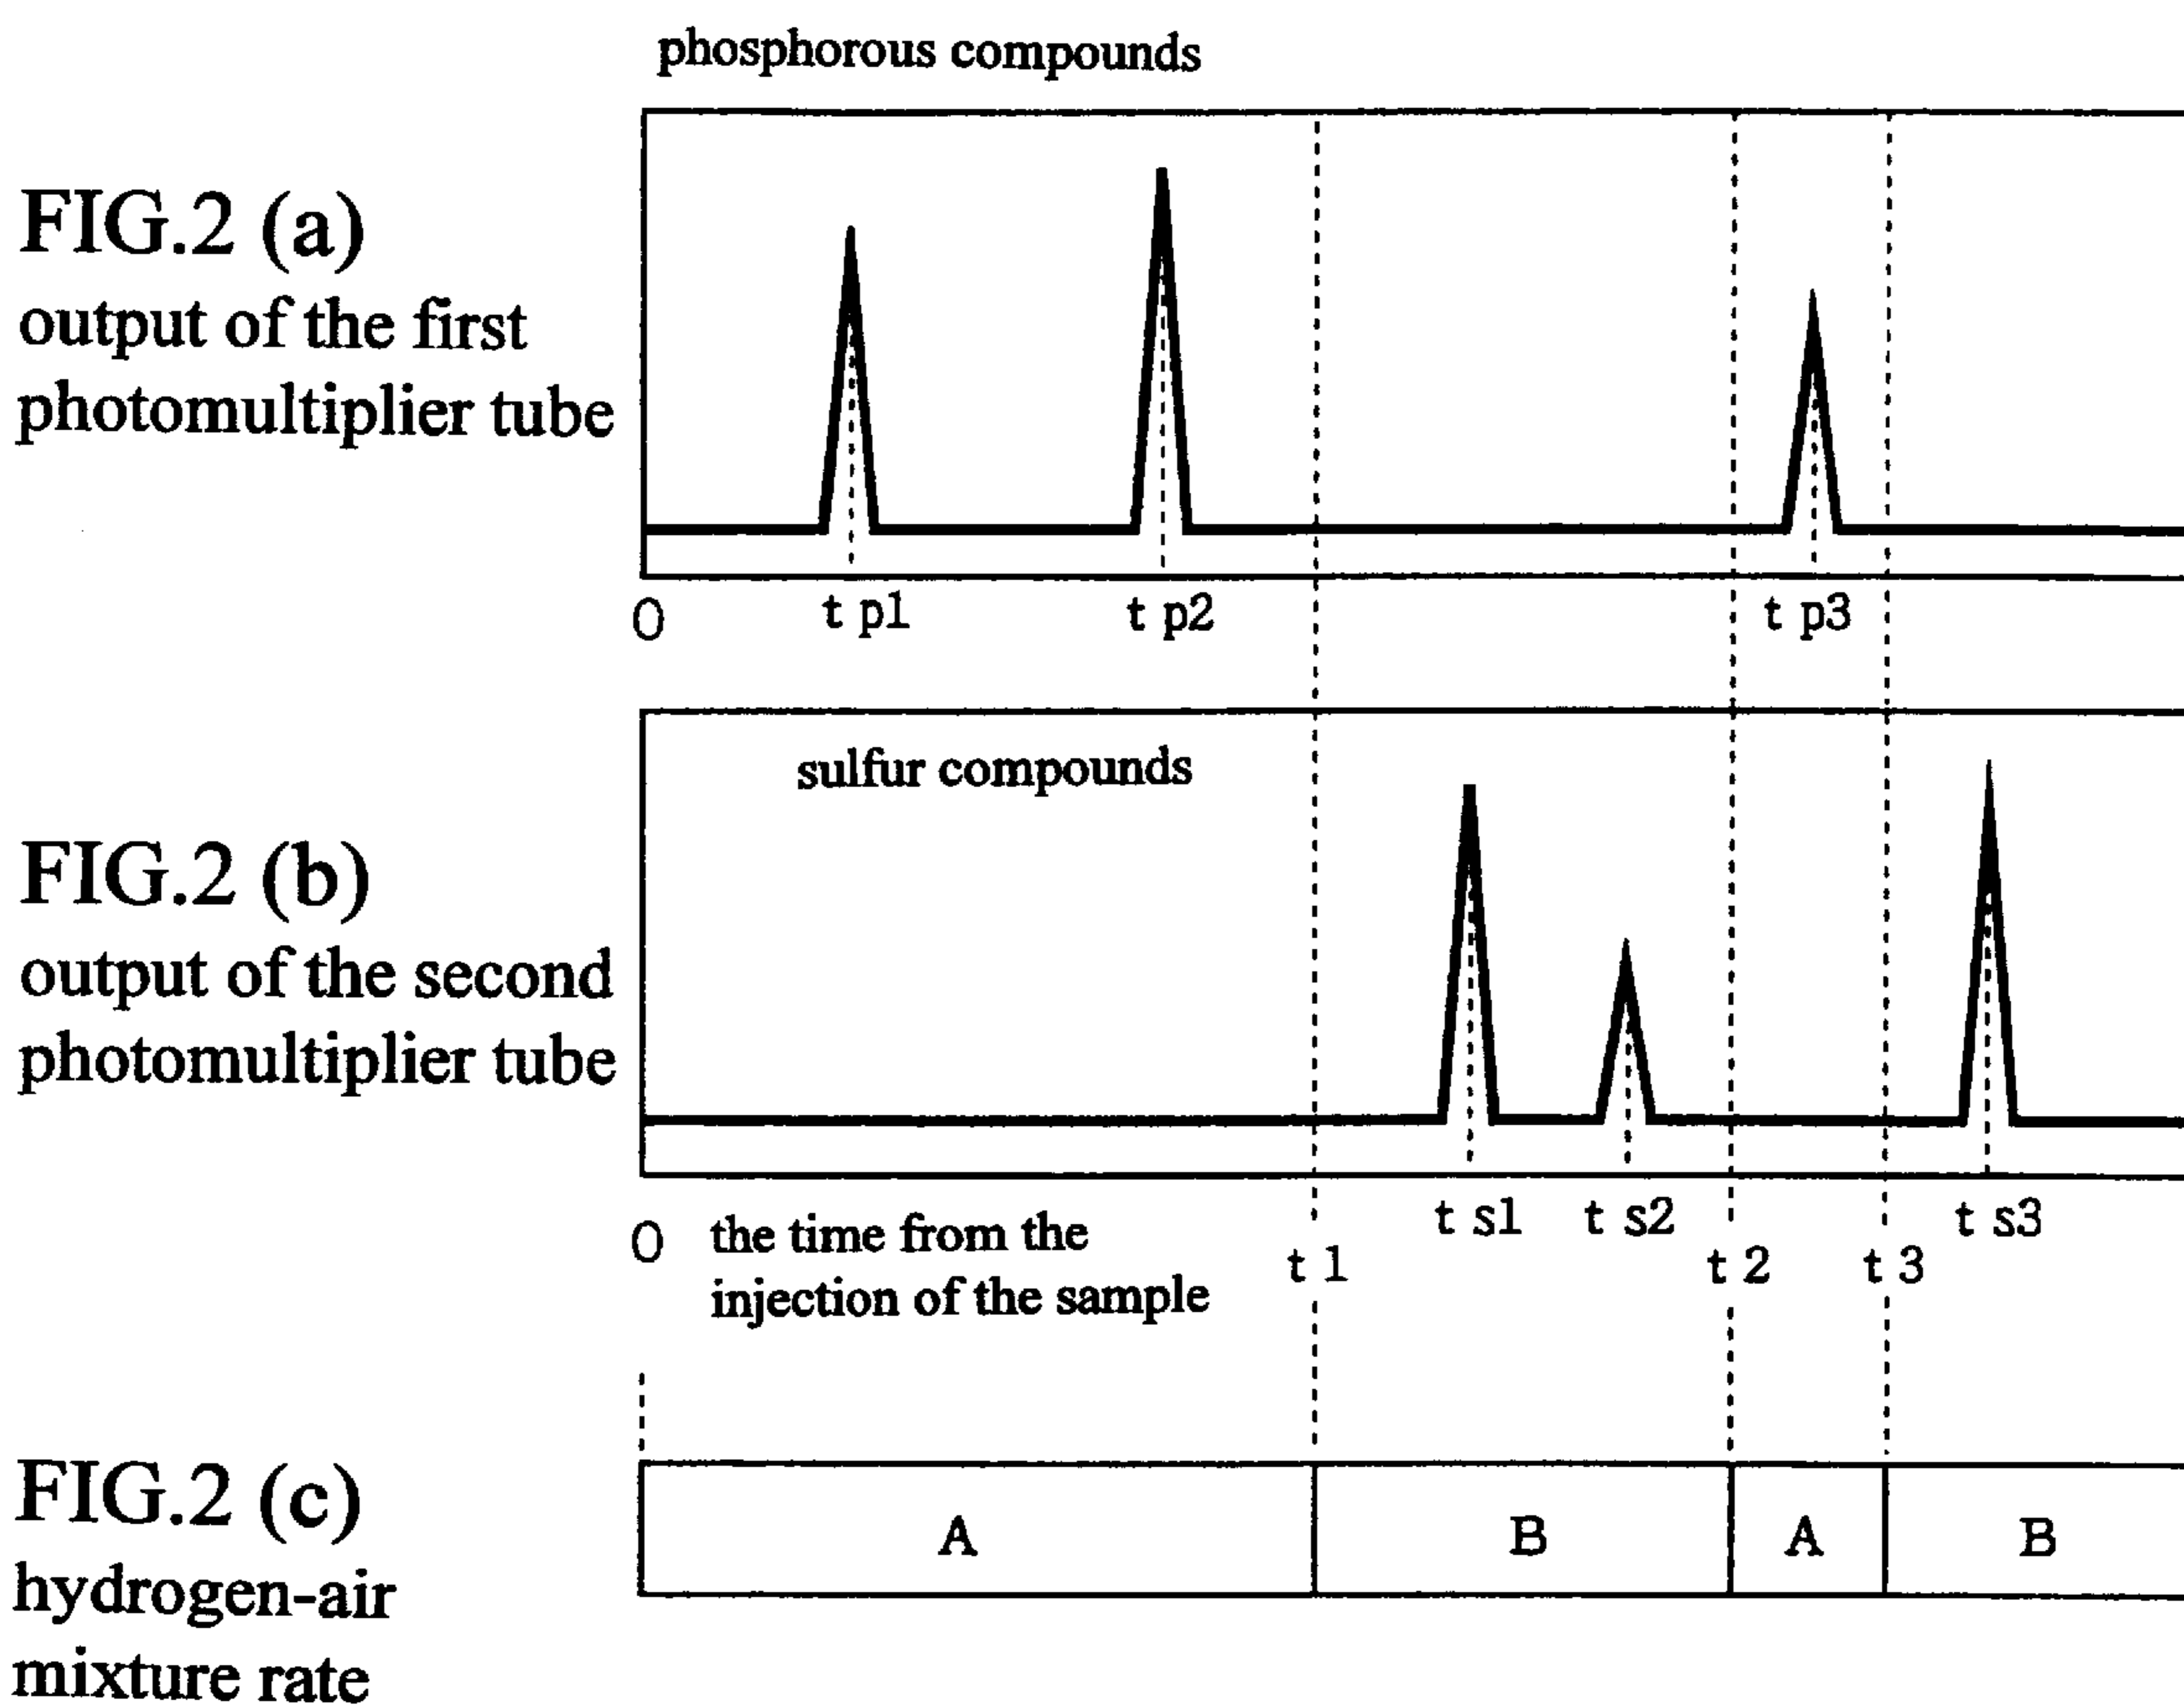 phosphorous compounds
FIG.2 (a)
output of the first
photomultiplier tube
0 t p1 t p2 t p3
sulfur compounds
FIG.2 (b)
output of the second
photomultiplier tube
t s1 t s2 t s3
0 the time from the
t 1 t 2 t 3
injection of the sample
FIG.2 (c)
A B A B
hydrogen-air
mixture rate